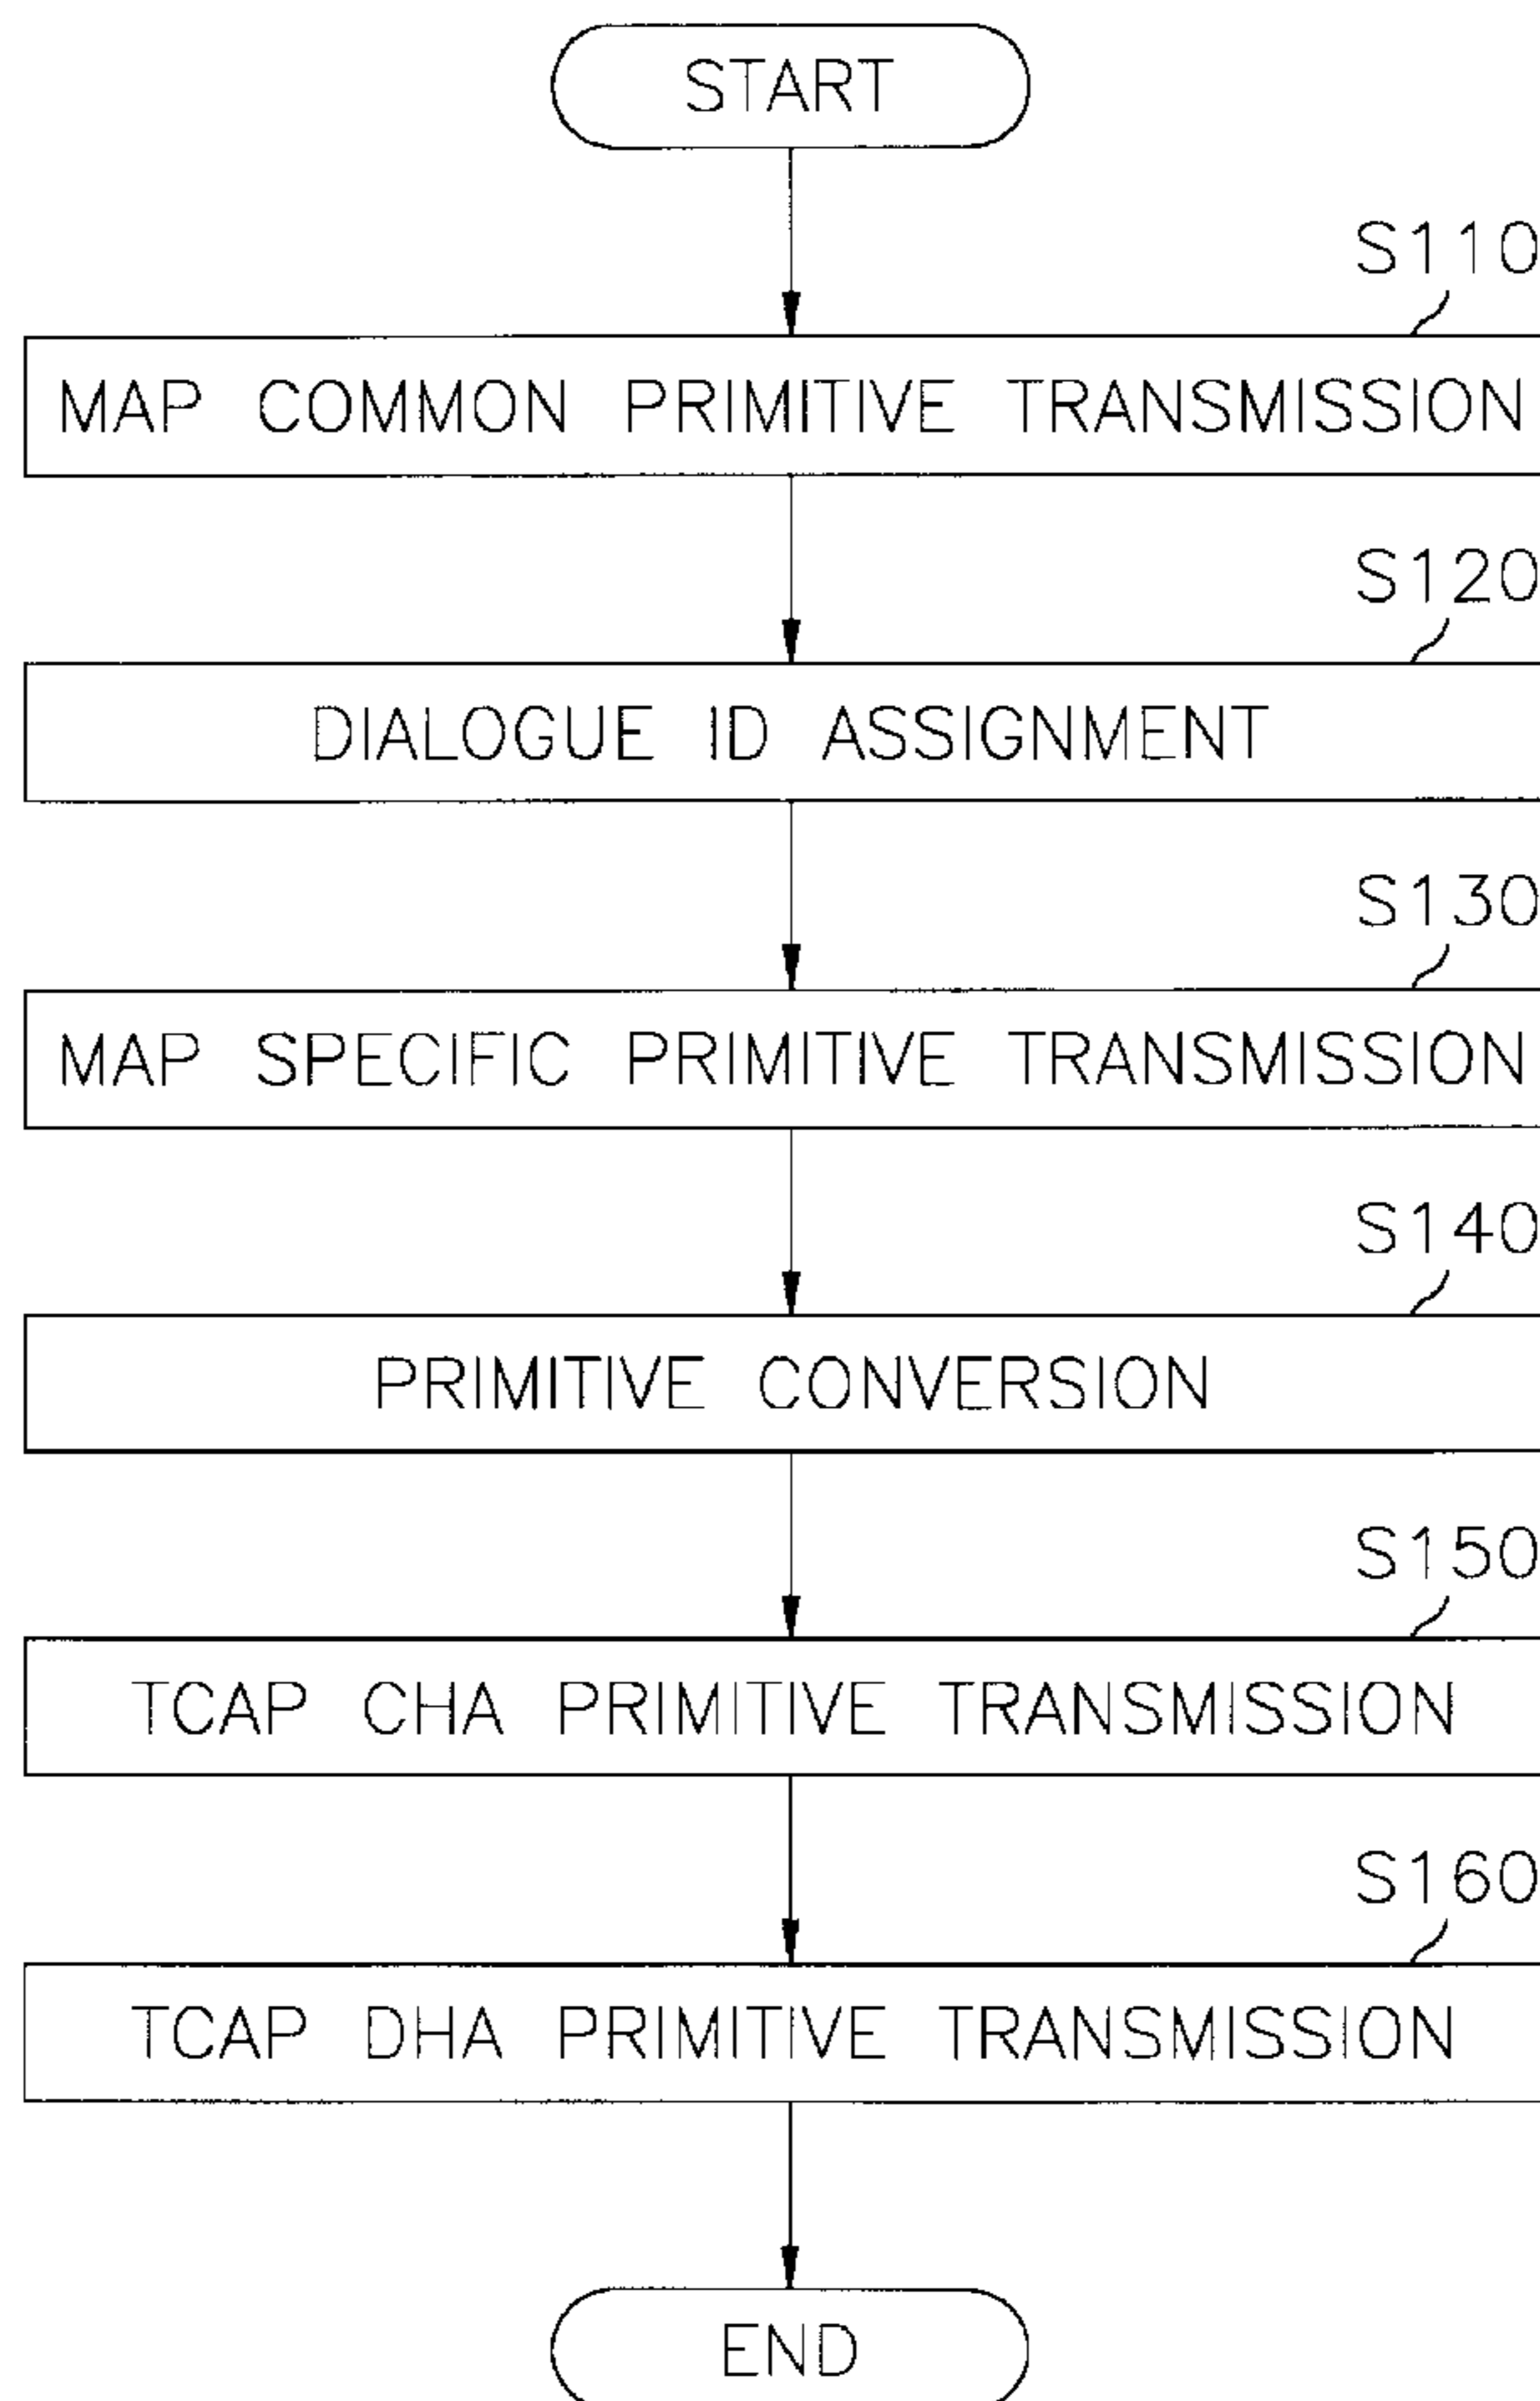 START
S110
MAP COMMON PRIMITIVE TRANSMISSION
S120
DIALOGUE ID ASSIGNMENT
S130
MAP SPECIFIC PRIMITIVE TRANSMISSION
S140
PRIMITIVE CONVERSION
S150
TCAP CHA PRIMITIVE TRANSMISSION
S160
TCAP DHA PRIMITIVE TRANSMISSION
END